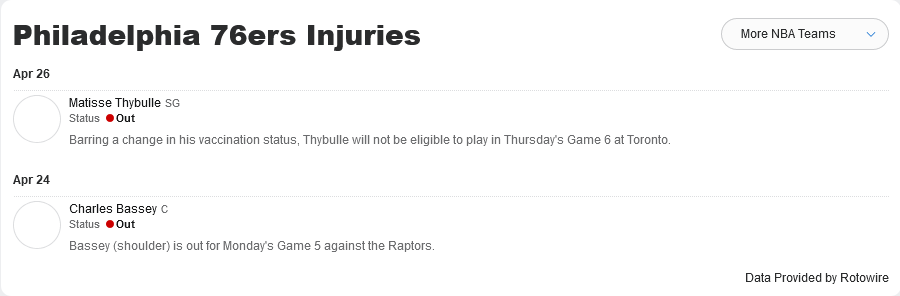 Philadelphia 76ers Injuries
More NBA Teams
Apr 26
Matisse Thybulle SG
Status Out
Barring a change in his vaccination status, Thybulle will not be eligible to play in Thursday's Game 6 at Toronto.
Apr 24
Charles Bassey C
Status Out
Bassey (shoulder) is out for Monday's Game 5 against the Raptors.
Data Provided by Rotowire